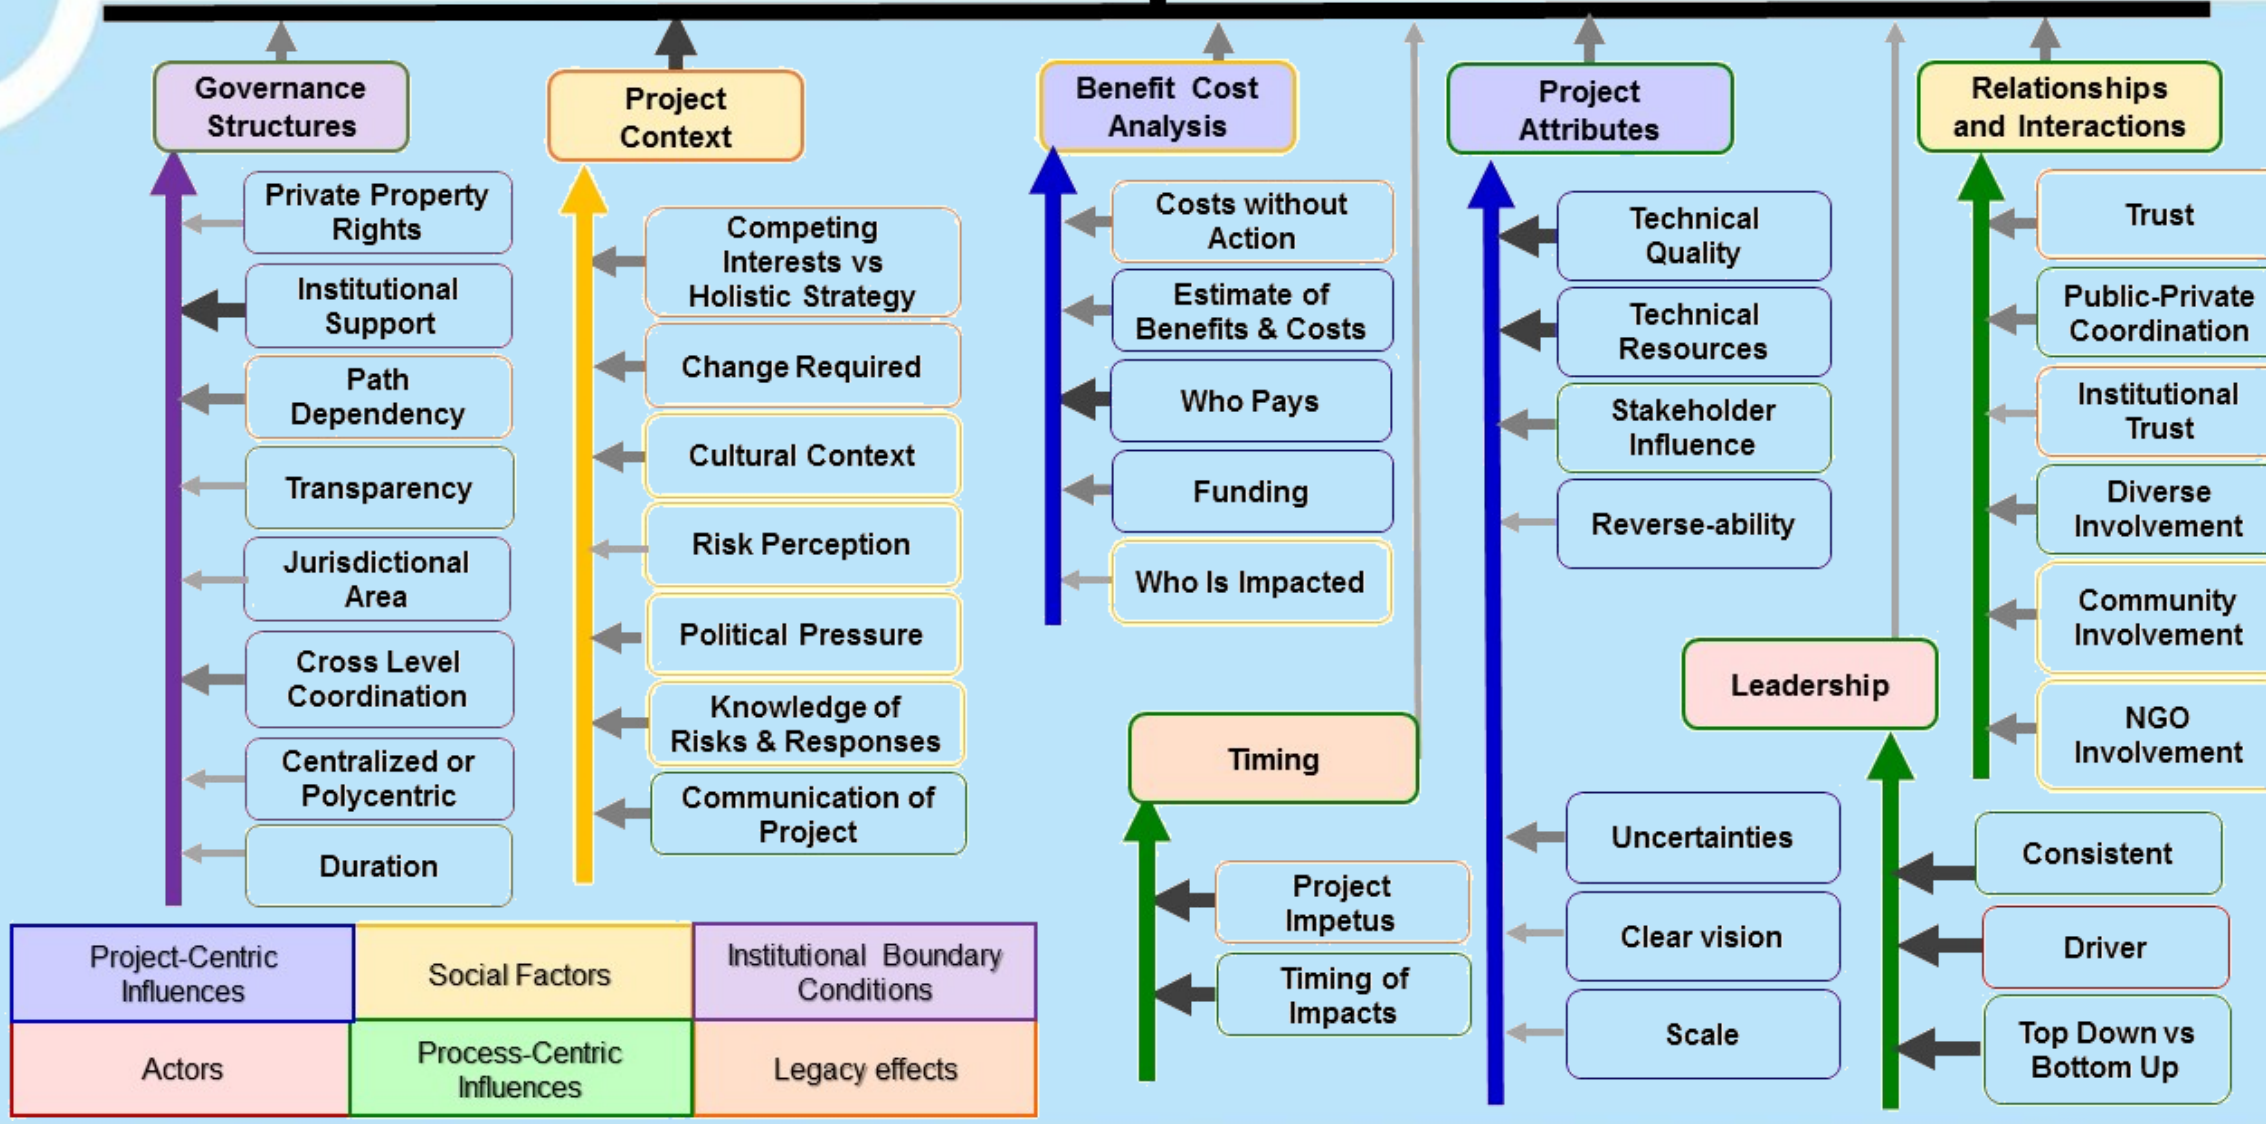 Governance
Structures
Private Property
Rights
Institutional
Support
Path
Dependency
Transparency
Jurisdictional
Area
Cross Level
Coordination
Centralized or
Polycentric
Duration
Project
Context
Competing
Interests vs
Holistic Strategy
Change Required
Cultural Context
Risk Perception
Political Pressure
Knowledge of
Risks & Responses
Communication of
Project
Benefit Cost
Analysis
Costs without
Action
Estimate of
Benefits & Costs
Who Pays
Funding
Who Is Impacted
Timing
Project
Impetus
Timing of
Impacts
Project
Attributes
Technical
Quality
Technical
Resources
Stakeholder
Influence
Reverse-ability
Uncertainties
Clear vision
Scale
Leadership
Consistent
Driver
Top Down vs
Bottom Up
Relationships
and Interactions
Trust
Public-Private
Coordination
Institutional
Trust
Diverse
Involvement
Community
Involvement
NGO
Involvement
Project-Centric
Influences
Social Factors
Institutional Boundary
Conditions
Actors
Process-Centric
Influences
Legacy effects